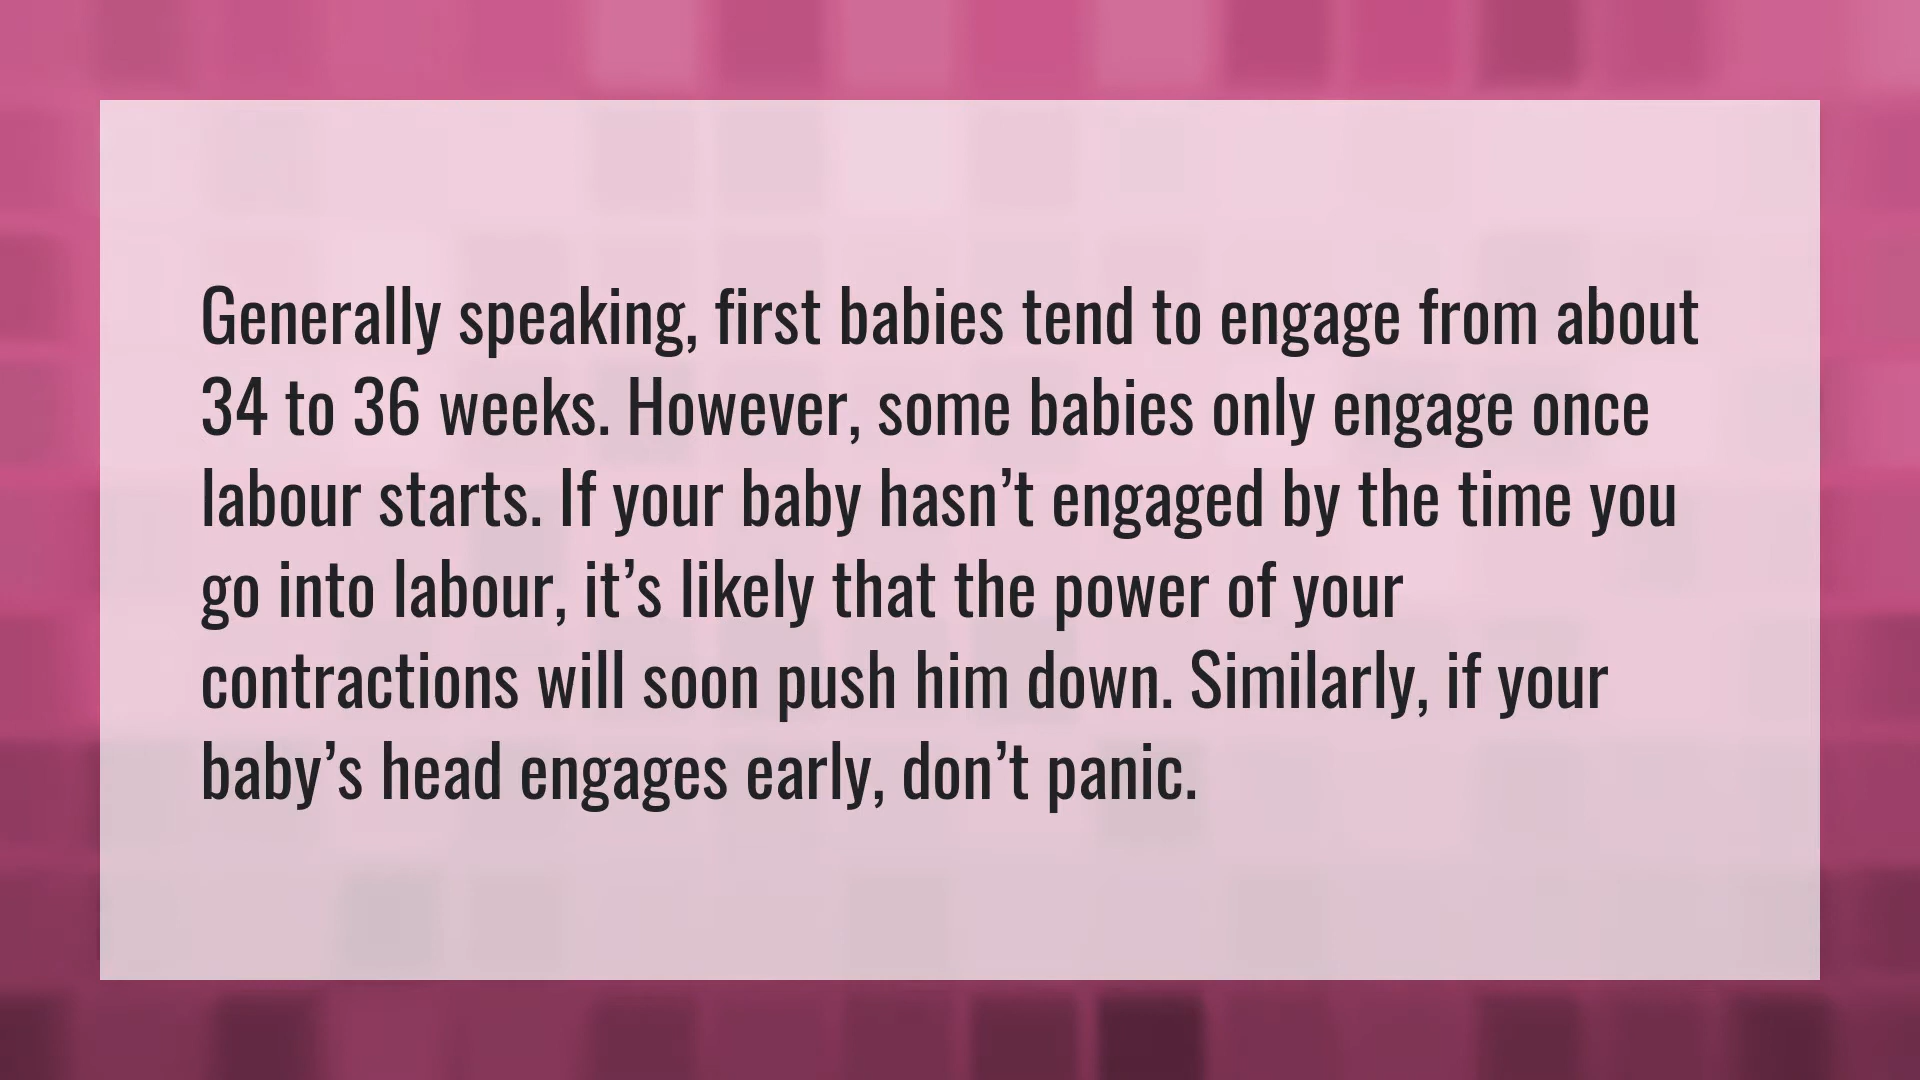 Generally speaking, first babies tend to engage from about
34 to 36 weeks. However, some babies only engage once
labour starts. If your baby hasn’t engaged by the time you
go into labour, it’s likely that the power of your
contractions will soon push him down. Similarly, if your
baby’s head engages early, don’t panic.